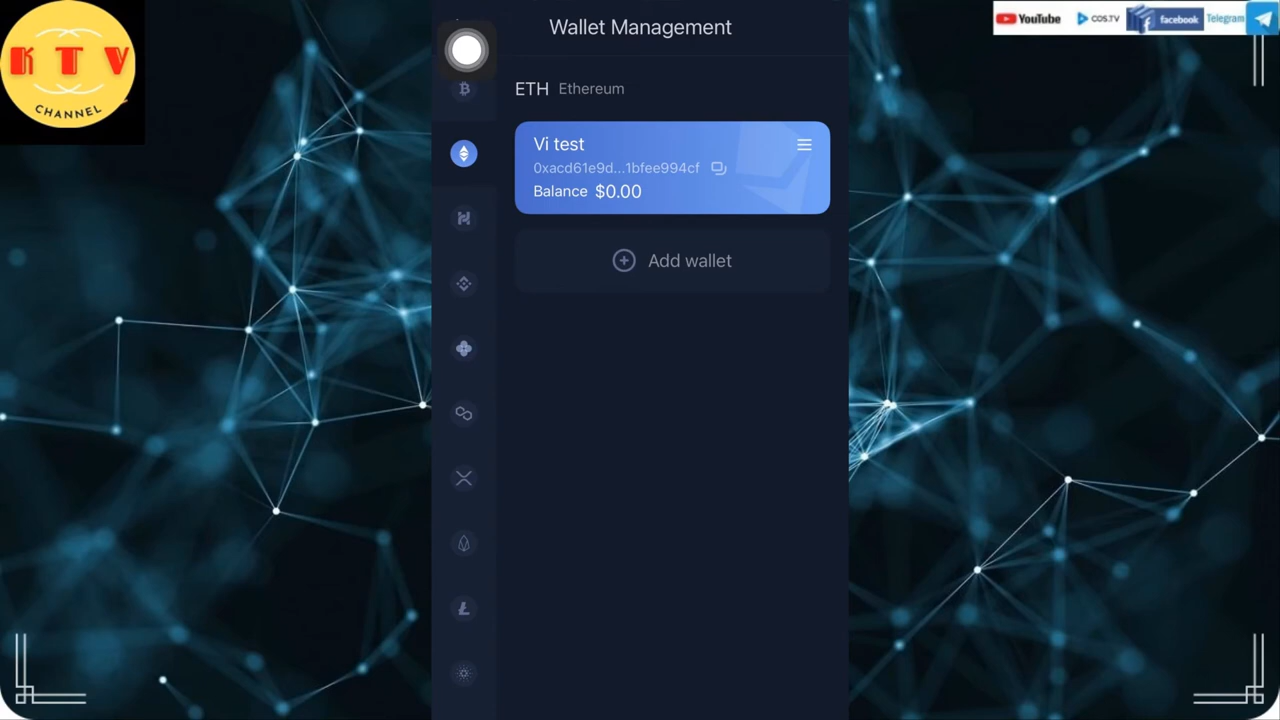 KTV
CHANNEL
YouTube
COS.TV
facebook
Telegram
Wallet Management
ETH Ethereum
Vi test
0xacd61e9d...1bfee994cf
Balance $0.00
Add wallet